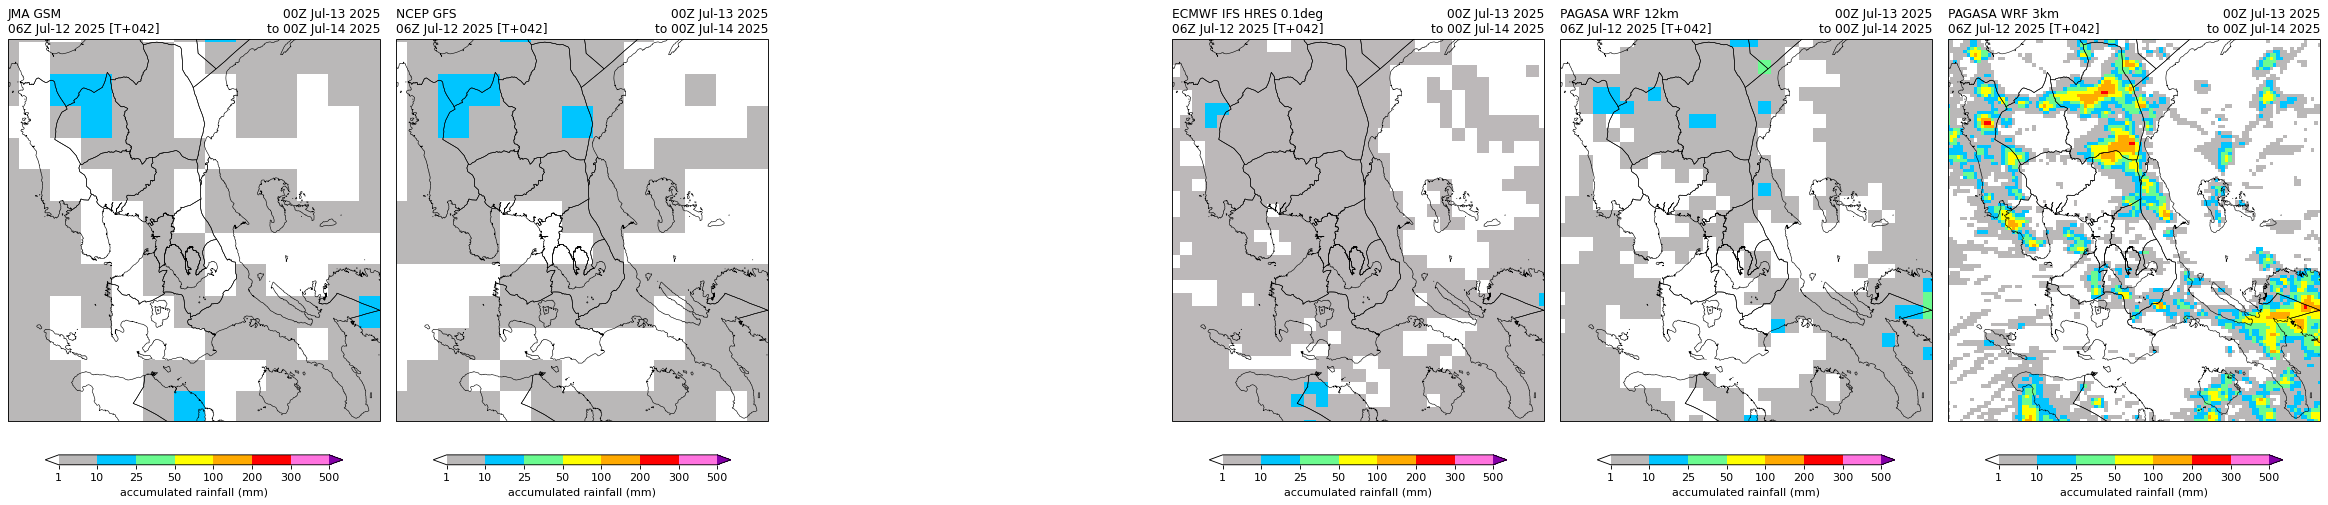 JMA GSM 00Z Jul-13 2025
06Z Jul-12 2025 [T+042] to 00Z Jul-14 2025
1 10 25 50 100 200 300 500
accumulated rainfall (mm)
NCEP GFS 00Z Jul-13 2025
06Z Jul-12 2025 [T+042] to 00Z Jul-14 2025
1 10 25 50 100 200 300 500
accumulated rainfall (mm)
ECMWF IFS HRES 0.1deg 00Z Jul-13 2025
06Z Jul-12 2025 [T+042] to 00Z Jul-14 2025
1 10 25 50 100 200 300 500
accumulated rainfall (mm)
PAGASA WRF 12km 00Z Jul-13 2025
06Z Jul-12 2025 [T+042] to 00Z Jul-14 2025
1 10 25 50 100 200 300 500
accumulated rainfall (mm)
PAGASA WRF 3km 00Z Jul-13 2025
06Z Jul-12 2025 [T+042] to 00Z Jul-14 2025
1 10 25 50 100 200 300 500
accumulated rainfall (mm)